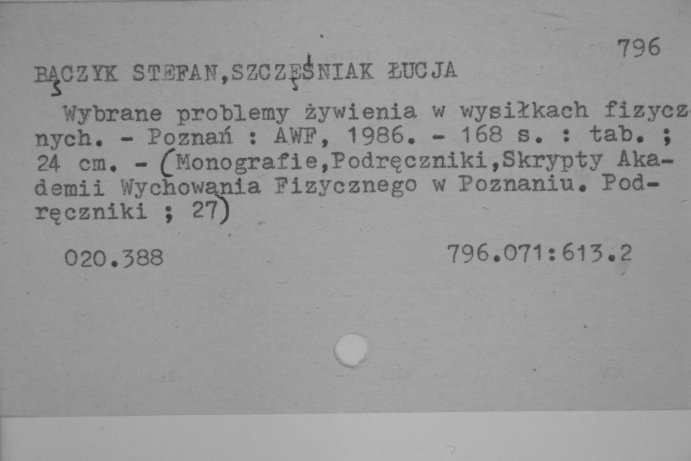 796
BĄCZYK STEFAN,SZCZĘŚNIAK ŁUCJA
Wybrane problemy żywienia w wysiłkach fizycz
nych. - Poznań : AWF, 1986. - 168 s. : tab. ;
24 cm. - (Monografie,Podręczniki,Skrypty Aka-
demii Wychowania Fizycznego w Poznaniu. Pod-
ręczniki ; 27)
020.388 796.071:613.2